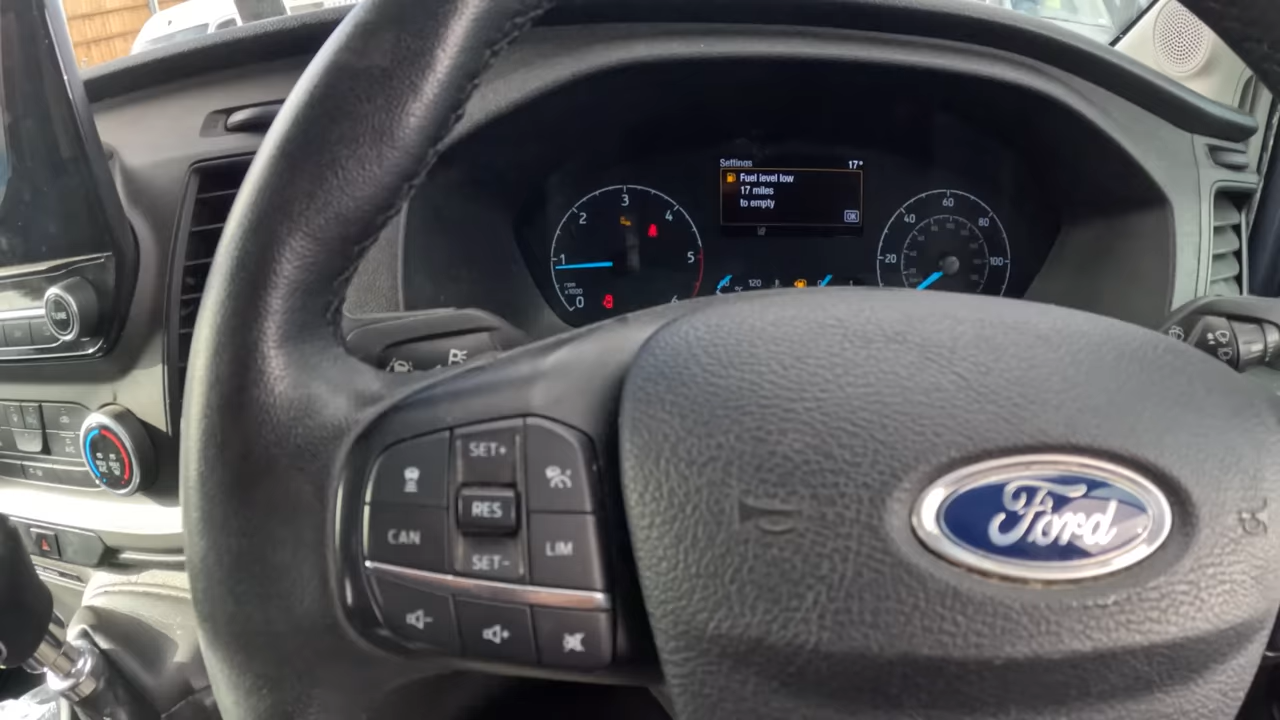 Settings 17°
Fuel level low
17 miles
to empty
OK
0
1
2
3
4
5
6
rpm
x1000
120
20
40
60
80
100
TUNE
SET+
RES
SET-
CAN
LIM
Ford